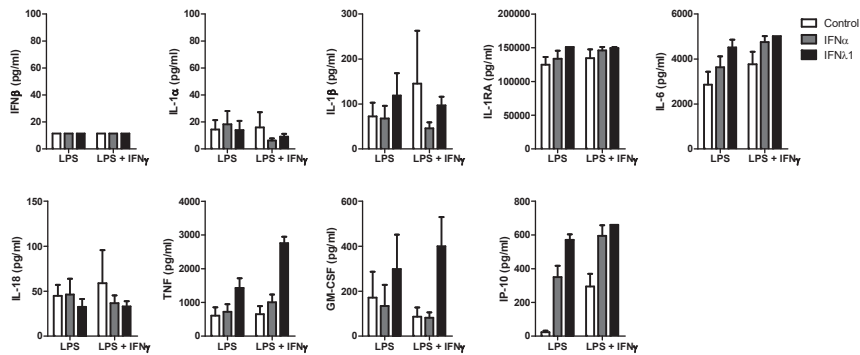 IFNβ (pg/ml)
100
80
60
40
20
0
LPS
LPS + IFNγ
IL-1α (pg/ml)
100
80
60
40
20
0
LPS
LPS + IFNγ
IL-1β (pg/ml)
300
200
100
0
LPS
LPS + IFNγ
IL-1RA (pg/ml)
200000
150000
100000
50000
0
LPS
LPS + IFNγ
IL-6 (pg/ml)
6000
4000
2000
0
LPS
LPS + IFNγ
Control
IFNα
IFNλ.1
IL-18 (pg/ml)
150
100
50
0
LPS
LPS + IFNγ
TNF (pg/ml)
4000
3000
2000
1000
0
LPS
LPS + IFNγ
GM-CSF (pg/ml)
600
400
200
0
LPS
LPS + IFNγ
IP-10 (pg/ml)
800
600
400
200
0
LPS
LPS + IFNγ